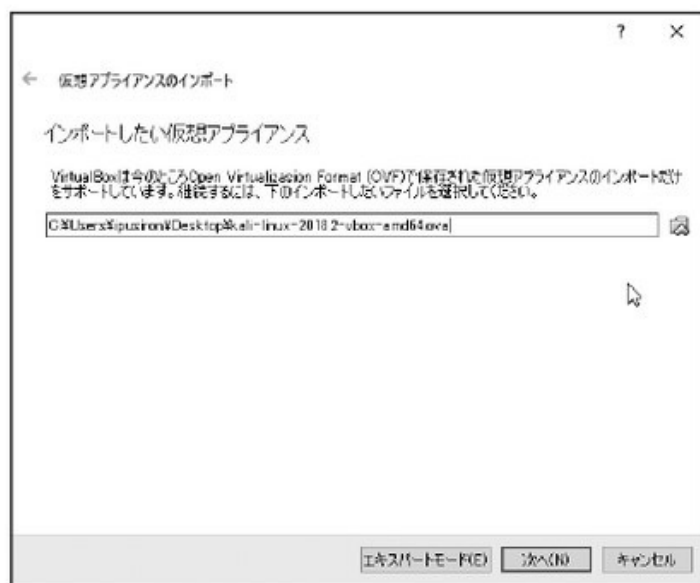 ?
仮想アプライアンスのインポート
インポートしたい仮想アプライアンス
VirtualBoxは今のところOpen Virtualization Format (OVF)で保存された仮想アプライアンスのインポートだけ
をサポートしています。継続するには、下のインポートしたいファイルを選択してください。
C:¥Users¥ipusiron¥Desktop¥kali-linux-2018.2-vbox-amd64.ova
エキスパートモード(E) 次へ(N) キャンセル